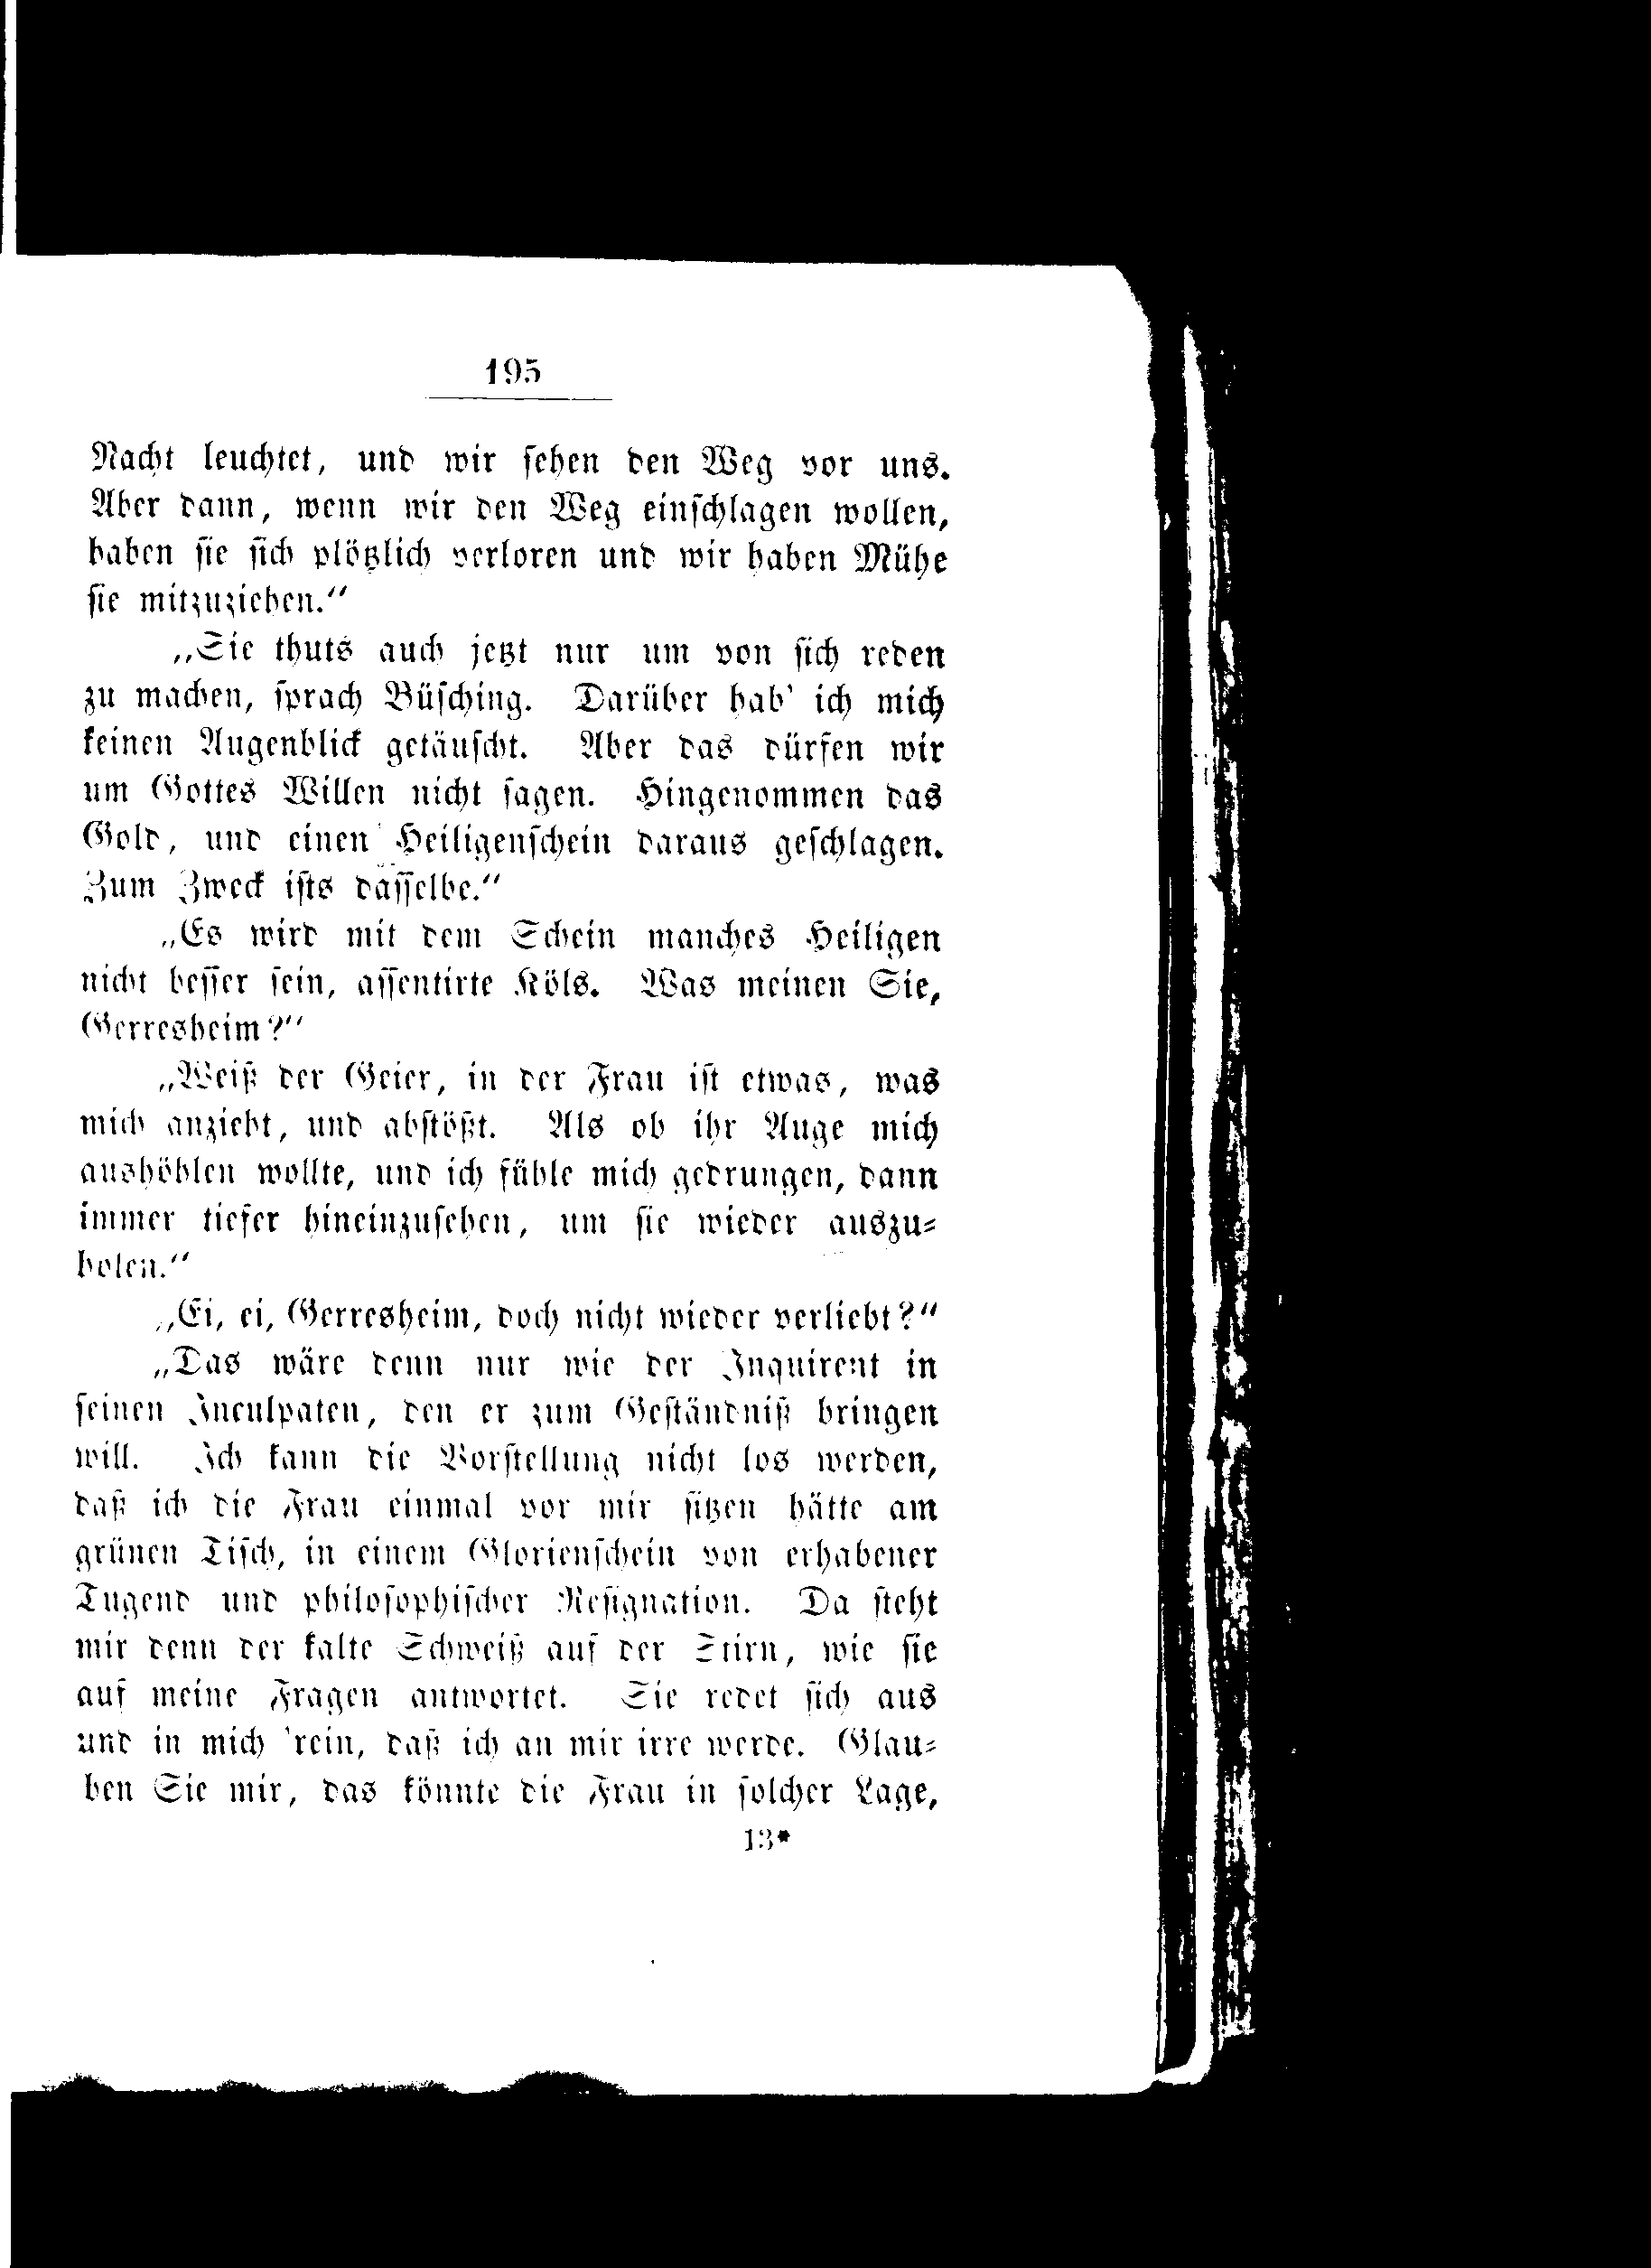 195
Nacht leuchtet, und wir sehen den Weg vor uns.
Aber dann, wenn wir den Weg einschlagen wollen,
haben sie sich plötzlich verloren und wir haben Mühe
sie mitzuziehen.“
„Sie thuts auch jetzt nur um von sich reden
zu machen, sprach Büsching. Darüber hab' ich mich
keinen Augenblick getäuscht. Aber das dürfen wir
um Gottes Willen nicht sagen. Hingenommen das
Gold, und einen Heiligenschein daraus geschlagen.
Zum Zweck ists dasselbe.“
„Es wird mit dem Schein manches Heiligen
nicht besser sein, assentirte Köls. Was meinen Sie,
Gerresheim?“
„Weiß der Geier, in der Frau ist etwas, was
mich anzieht, und abstößt. Als ob ihr Auge mich
aushöhlen wollte, und ich fühle mich gedrungen, dann
immer tiefer hineinzusehen, um sie wieder auszu-
holen.“
„Ei, ei, Gerresheim, doch nicht wieder verliebt?“
„Das wäre denn nur wie der Inquirent in
seinen Inculpaten, den er zum Geständniß bringen
will. Ich kann die Vorstellung nicht los werden,
daß ich die Frau einmal vor mir sitzen hätte am
grünen Tisch, in einem Glorienschein von erhabener
Tugend und philosophischer Resignation. Da steht
mir denn der kalte Schweiß auf der Stirn, wie sie
auf meine Fragen antwortet. Sie redet sich aus
und in mich 'rein, daß ich an mir irre werde. Glau-
ben Sie mir, das könnte die Frau in solcher Lage,
13*